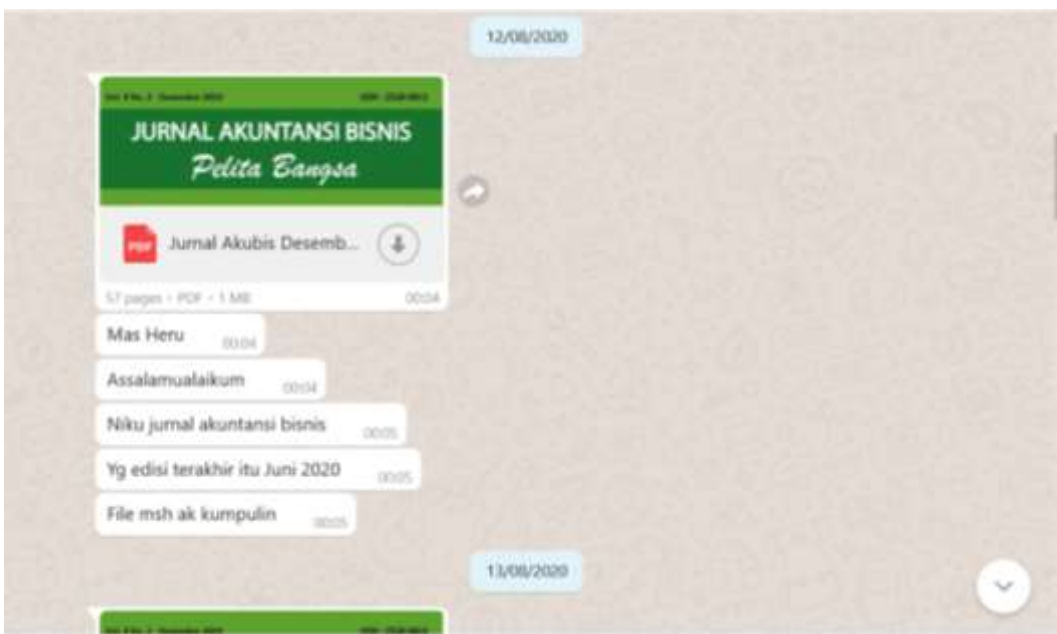 12/08/2020
JURNAL AKUNTANSI BISNIS
Pelita Bangsa
PDF
Jurnal Akubis Desemb...
57 pages • PDF • 1 MB 00:04
Mas Heru 00:04
Assalamualaikum 00:04
Niku jurnal akuntansi bisnis 00:05
Yg edisi terakhir itu Juni 2020 00:05
File msh ak kumpulin 00:05
13/08/2020